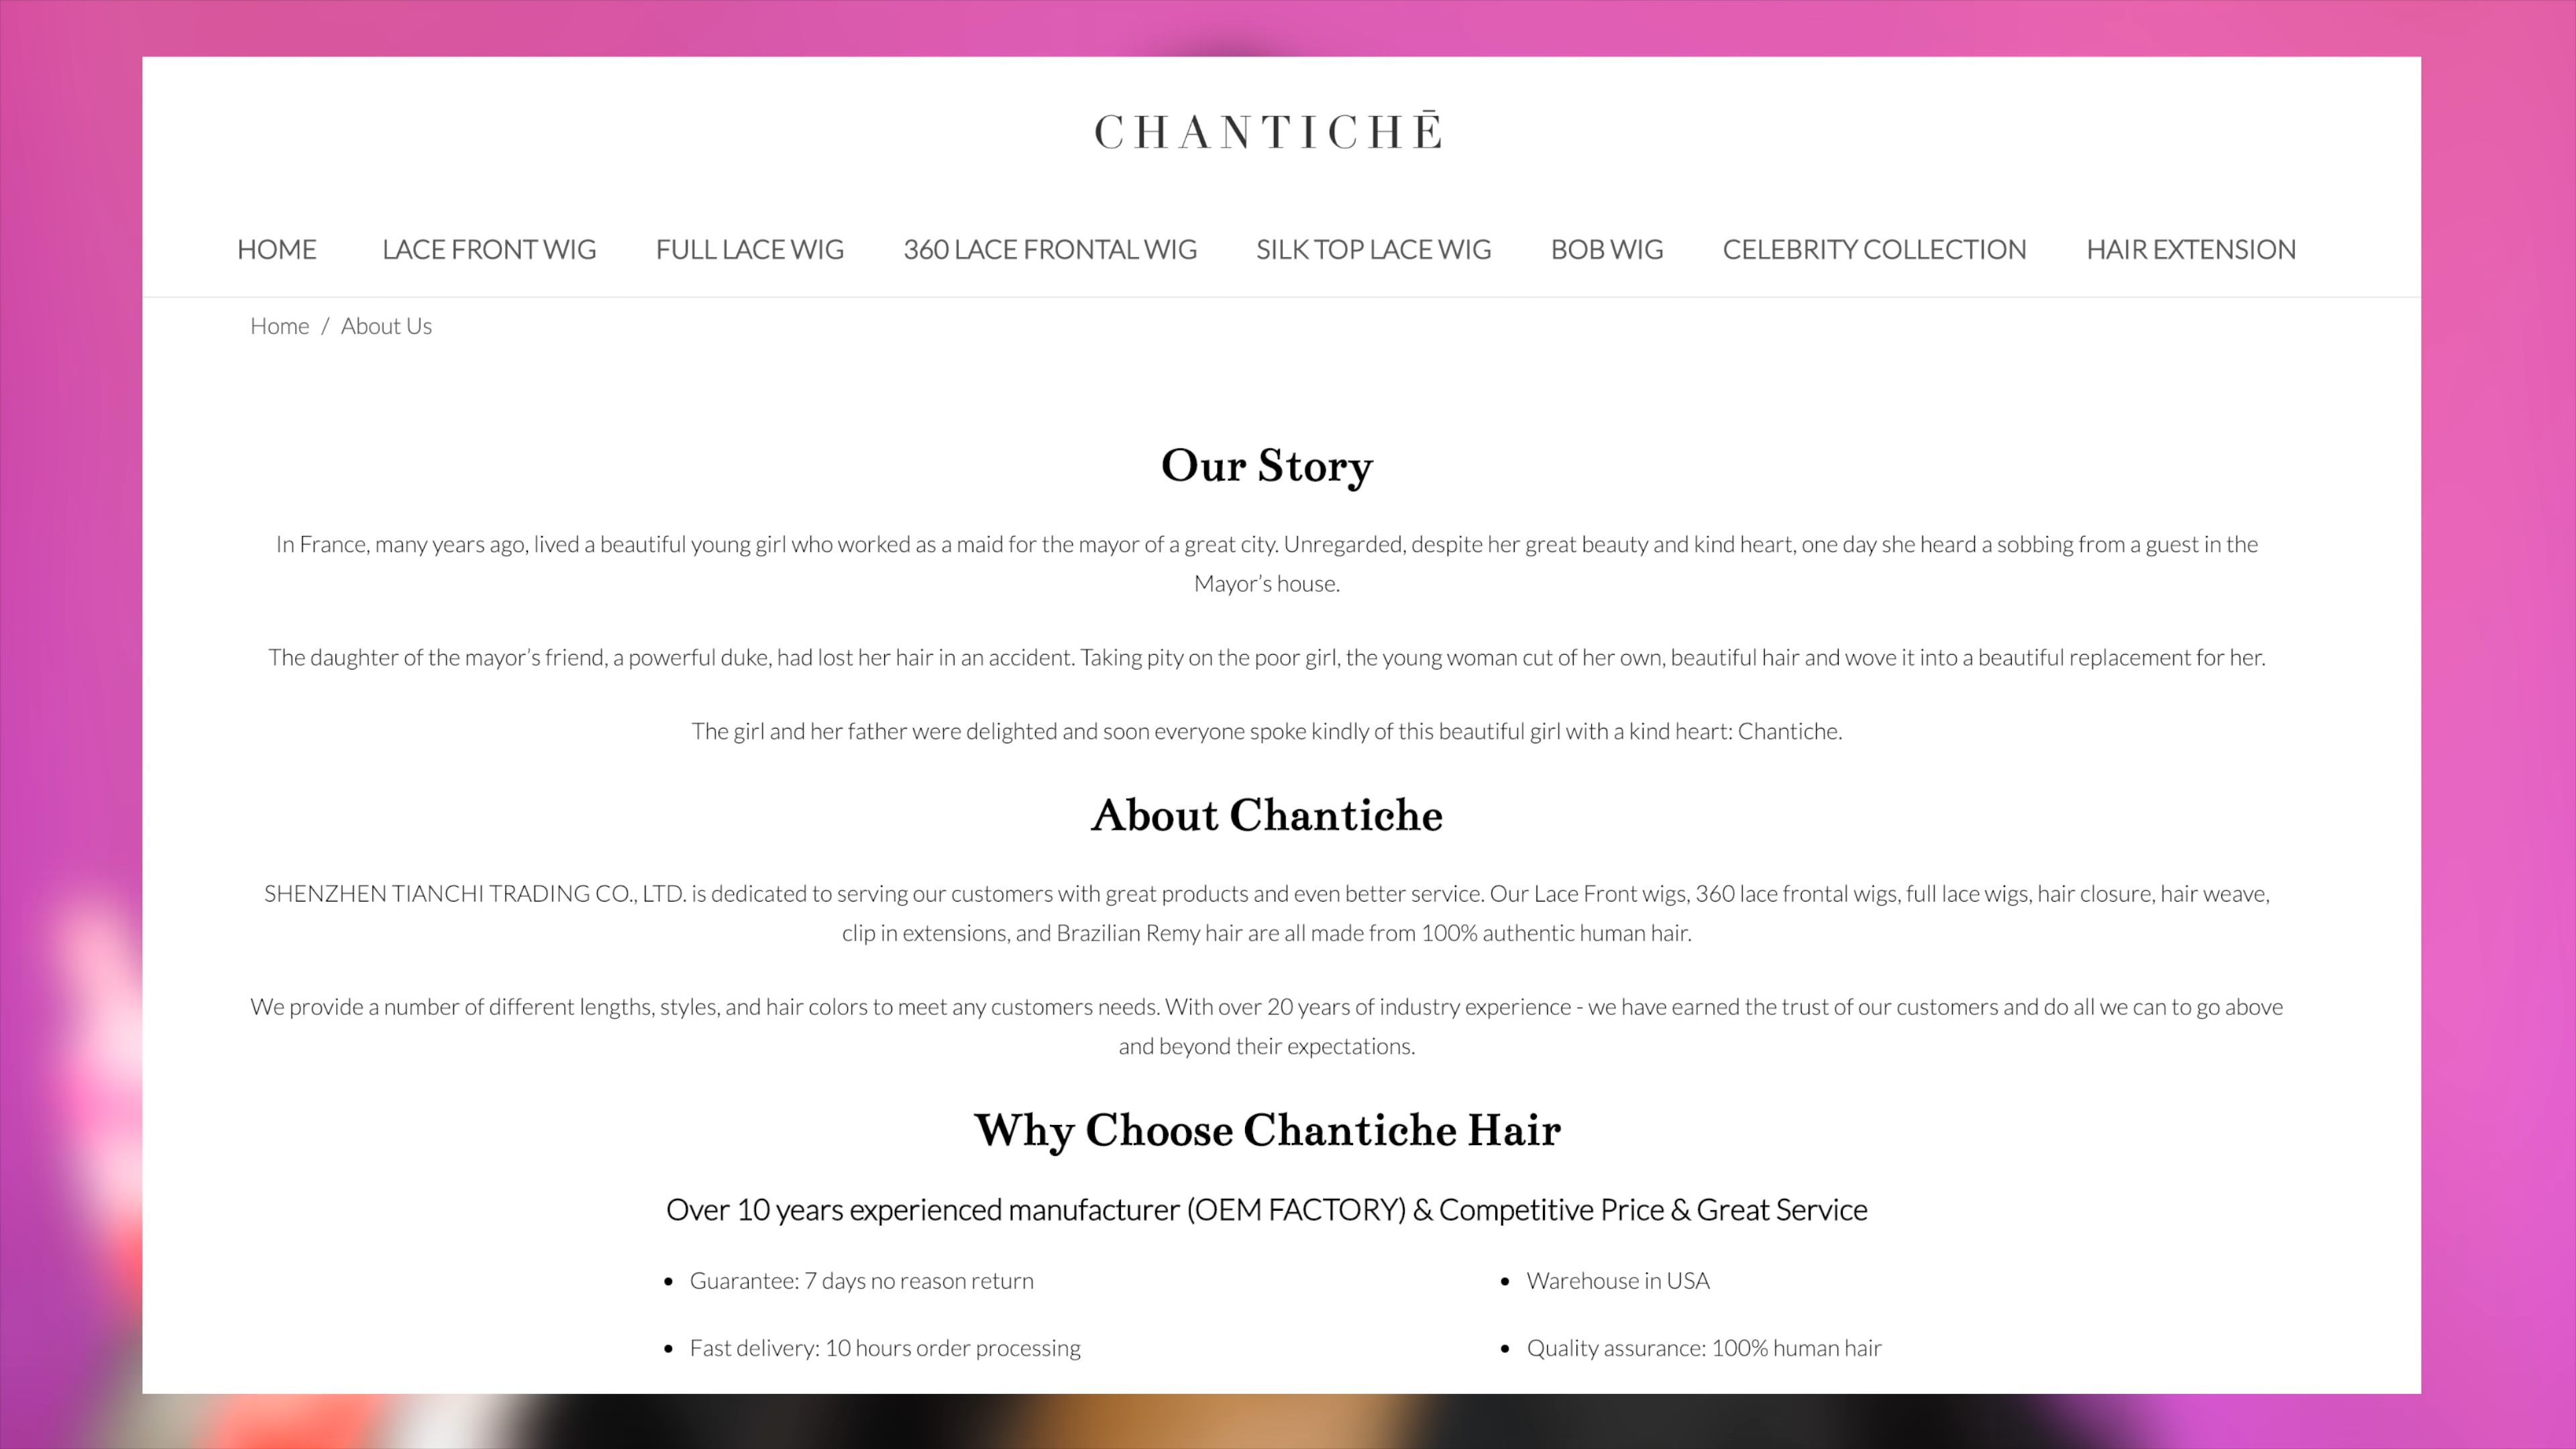 CHANTICHĒ
HOME LACE FRONT WIG FULL LACE WIG 360 LACE FRONTAL WIG SILK TOP LACE WIG BOB WIG CELEBRITY COLLECTION HAIR EXTENSION
Home / About Us
Our Story
In France, many years ago, lived a beautiful young girl who worked as a maid for the mayor of a great city. Unregarded, despite her great beauty and kind heart, one day she heard a sobbing from a guest in the
Mayor’s house.
The daughter of the mayor’s friend, a powerful duke, had lost her hair in an accident. Taking pity on the poor girl, the young woman cut of her own, beautiful hair and wove it into a beautiful replacement for her.
The girl and her father were delighted and soon everyone spoke kindly of this beautiful girl with a kind heart: Chantiche.
About Chantiche
SHENZHEN TIANCHI TRADING CO., LTD. is dedicated to serving our customers with great products and even better service. Our Lace Front wigs, 360 lace frontal wigs, full lace wigs, hair closure, hair weave,
clip in extensions, and Brazilian Remy hair are all made from 100% authentic human hair.
We provide a number of different lengths, styles, and hair colors to meet any customers needs. With over 20 years of industry experience - we have earned the trust of our customers and do all we can to go above
and beyond their expectations.
Why Choose Chantiche Hair
Over 10 years experienced manufacturer (OEM FACTORY) & Competitive Price & Great Service
• Guarantee: 7 days no reason return
• Warehouse in USA
• Fast delivery: 10 hours order processing
• Quality assurance: 100% human hair